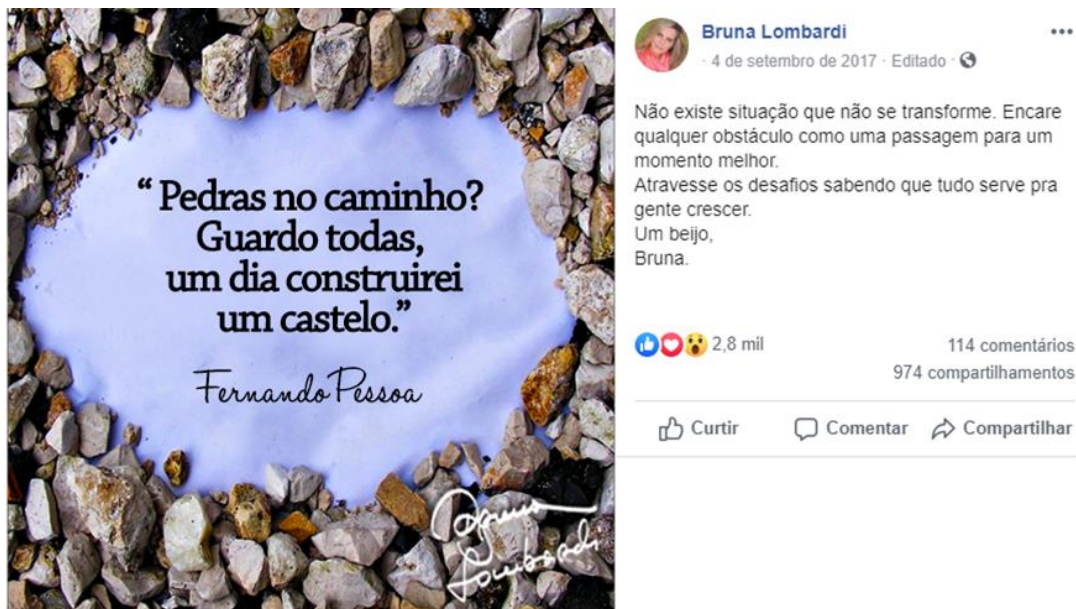 “ Pedras no caminho?
Guardo todas,
um dia construirei
um castelo.”
Fernando Pessoa
Bruna
Lombardi
Bruna Lombardi
· 4 de setembro de 2017 · Editado ·
Não existe situação que não se transforme. Encare
qualquer obstáculo como uma passagem para um
momento melhor.
Atravesse os desafios sabendo que tudo serve pra
gente crescer.
Um beijo,
Bruna.
2,8 mil
114 comentários
974 compartilhamentos
Curtir
Comentar
Compartilhar